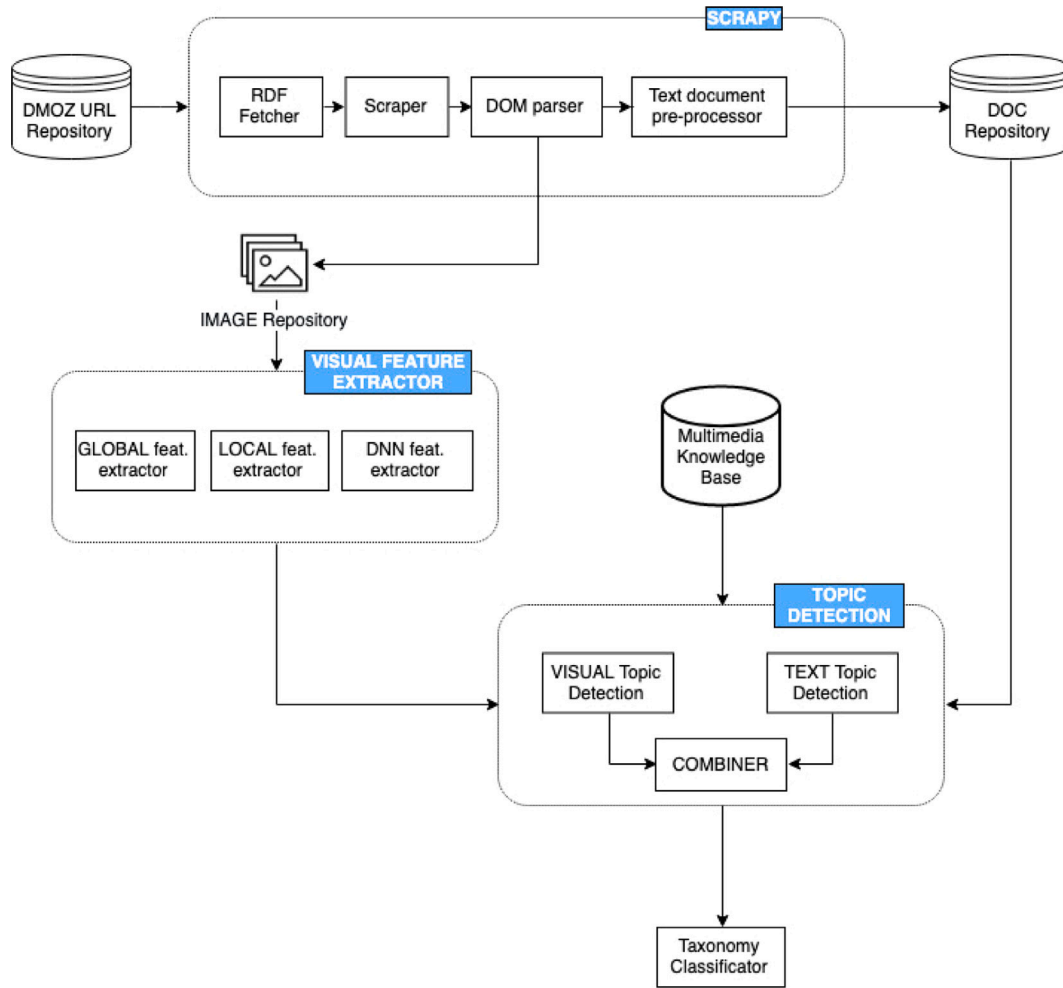 SCRAPY
DMOZ URL
Repository
RDF
Fetcher
Scraper
DOM parser
Text document
pre-processor
DOC
Repository
IMAGE Repository
VISUAL FEATURE
EXTRACTOR
GLOBAL feat.
extractor
LOCAL feat.
extractor
DNN feat.
extractor
Multimedia
Knowledge
Base
TOPIC
DETECTION
VISUAL Topic
Detection
TEXT Topic
Detection
COMBINER
Taxonomy
Classificator